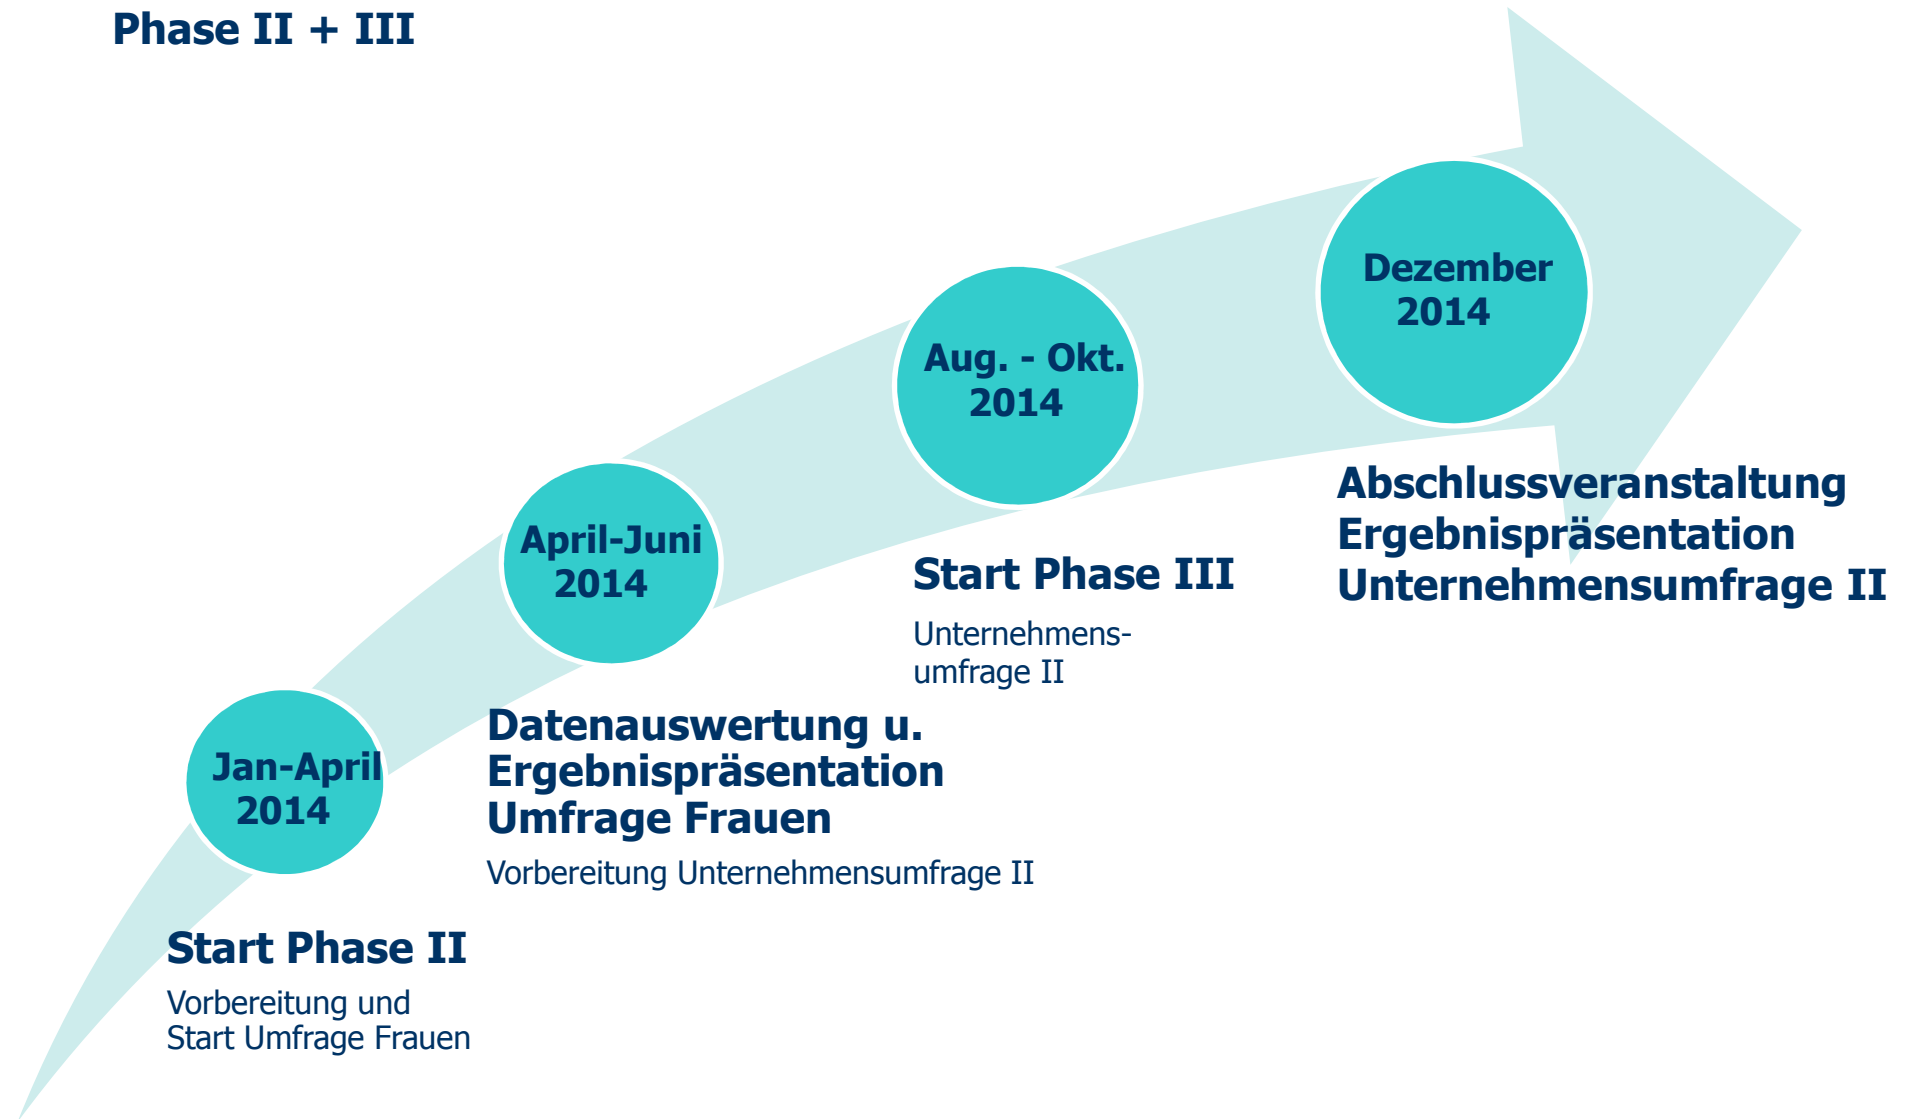 Phase II + III
Jan-April
2014
Start Phase II
Vorbereitung und
Start Umfrage Frauen
April-Juni
2014
Datenauswertung u.
Ergebnispräsentation
Umfrage Frauen
Vorbereitung Unternehmensumfrage II
Aug. - Okt.
2014
Start Phase III
Unternehmens-
umfrage II
Dezember
2014
Abschlussveranstaltung
Ergebnispräsentation
Unternehmensumfrage II